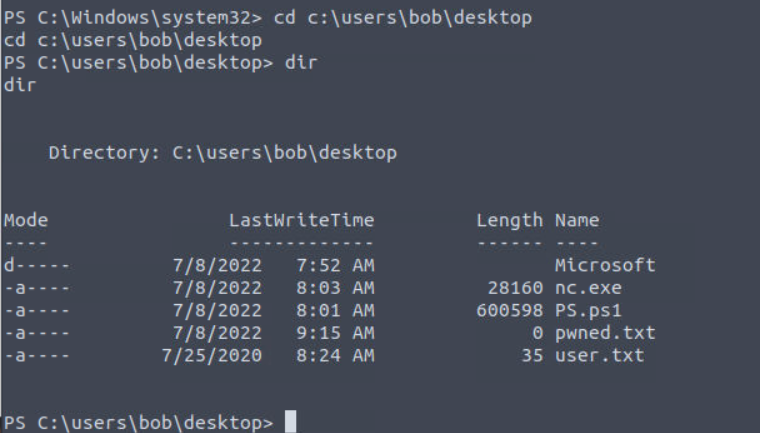 PS C:\Windows\system32> cd c:\users\bob\desktop
cd c:\users\bob\desktop
PS C:\users\bob\desktop> dir
dir
Directory: C:\users\bob\desktop
Mode LastWriteTime Length Name
---- ------------- ------ ----
d----- 7/8/2022 7:52 AM Microsoft
-a---- 7/8/2022 8:03 AM 28160 nc.exe
-a---- 7/8/2022 8:01 AM 600598 PS.ps1
-a---- 7/8/2022 9:15 AM 0 pwned.txt
-a---- 7/25/2020 8:24 AM 35 user.txt
PS C:\users\bob\desktop>